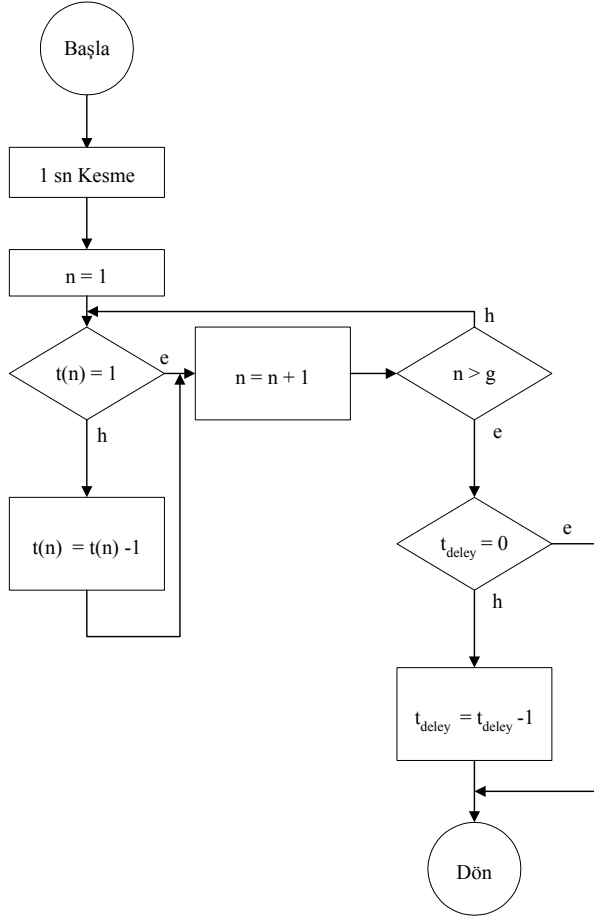 Başla
1 sn Kesme
n = 1
h
t(n) = 1
e
n = n + 1
n > g
h
e
t(n) = t(n) -1
t_deley = 0
e
h
t_deley = t_deley -1
Dön